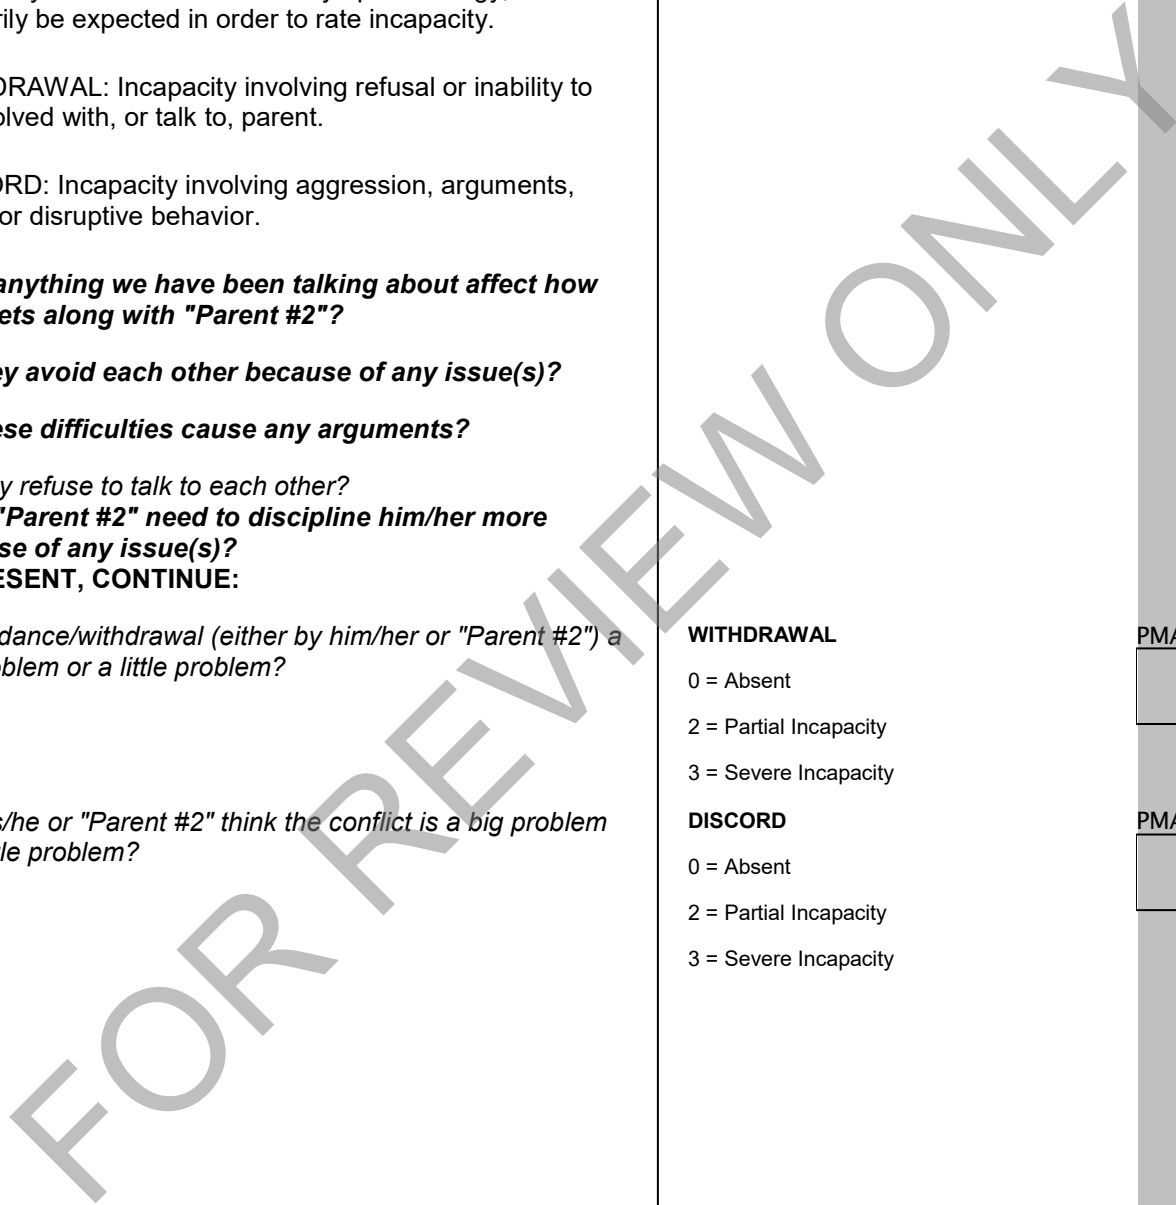 rily be expected in order to rate incapacity.
DRAWAL: Incapacity involving refusal or inability to
olved with, or talk to, parent.
ORD: Incapacity involving aggression, arguments,
or disruptive behavior.
anything we have been talking about affect how
ets along with "Parent #2"?
ey avoid each other because of any issue(s)?
ese difficulties cause any arguments?
y refuse to talk to each other?
"Parent #2" need to discipline him/her more
se of any issue(s)?
ESENT, CONTINUE:
dance/withdrawal (either by him/her or "Parent #2") a
oblem or a little problem?
s/he or "Parent #2" think the conflict is a big problem
tle problem?
WITHDRAWAL
0 = Absent
2 = Partial Incapacity
3 = Severe Incapacity
PMA
DISCORD
0 = Absent
2 = Partial Incapacity
3 = Severe Incapacity
PMA
FOR REVIEW ONLY